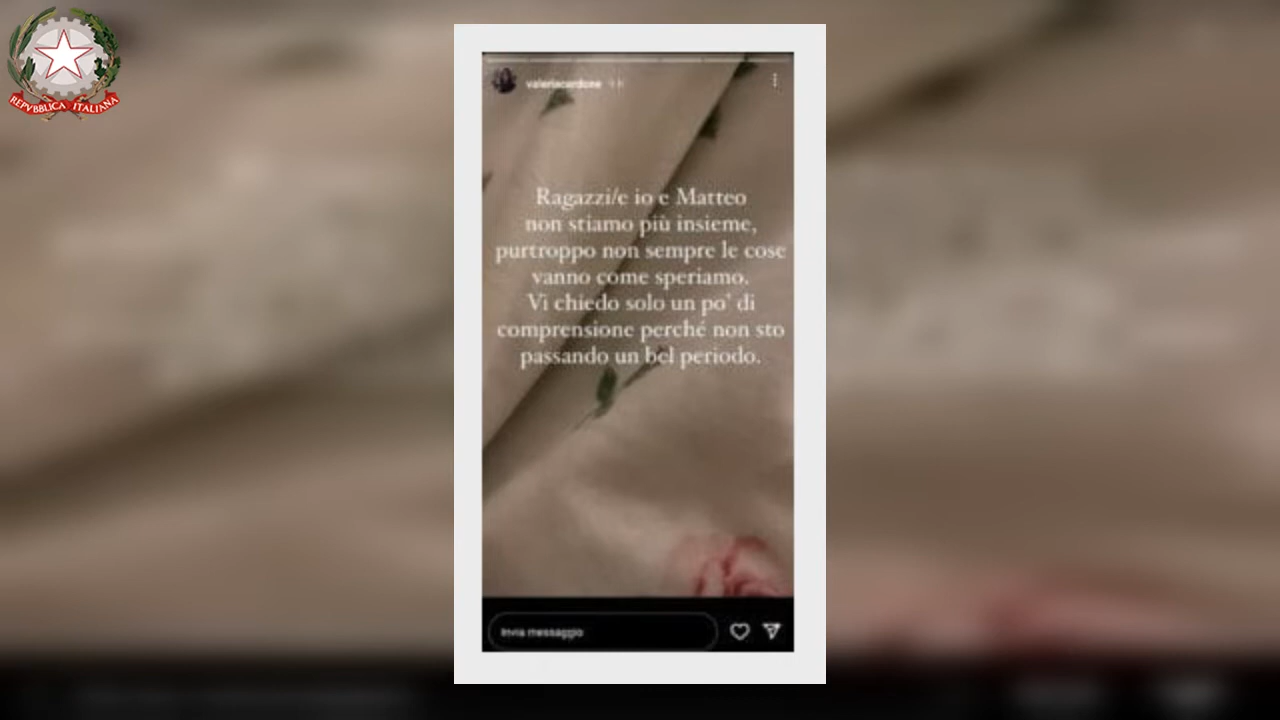 REPVBBLICA ITALIANA
valeriacardone
Ragazzi/e io e Matteo
non stiamo più insieme,
purtroppo non sempre le cose
vanno come speriamo.
Vi chiedo solo un po' di
comprensione perché non sto
passando un bel periodo.
Invia messaggio